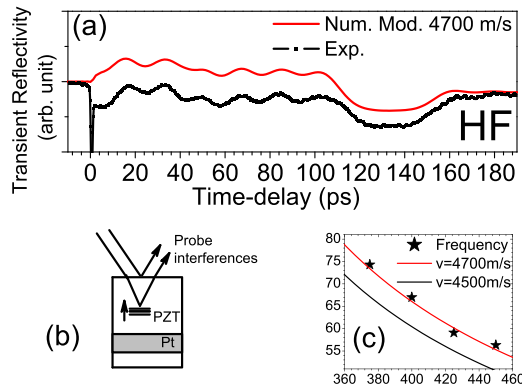 (a)
Num. Mod. 4700 m/s
Exp.
Transient Reflectivity
(arb. unit)
HF
0 20 40 60 80 100 120 140 160 180
Time-delay (ps)
Probe
interferences
PZT
Pt
(b)
81
75
70
65
60
55
Frequency
v=4700m/s
v=4500m/s
(c)
360 380 400 420 440 460